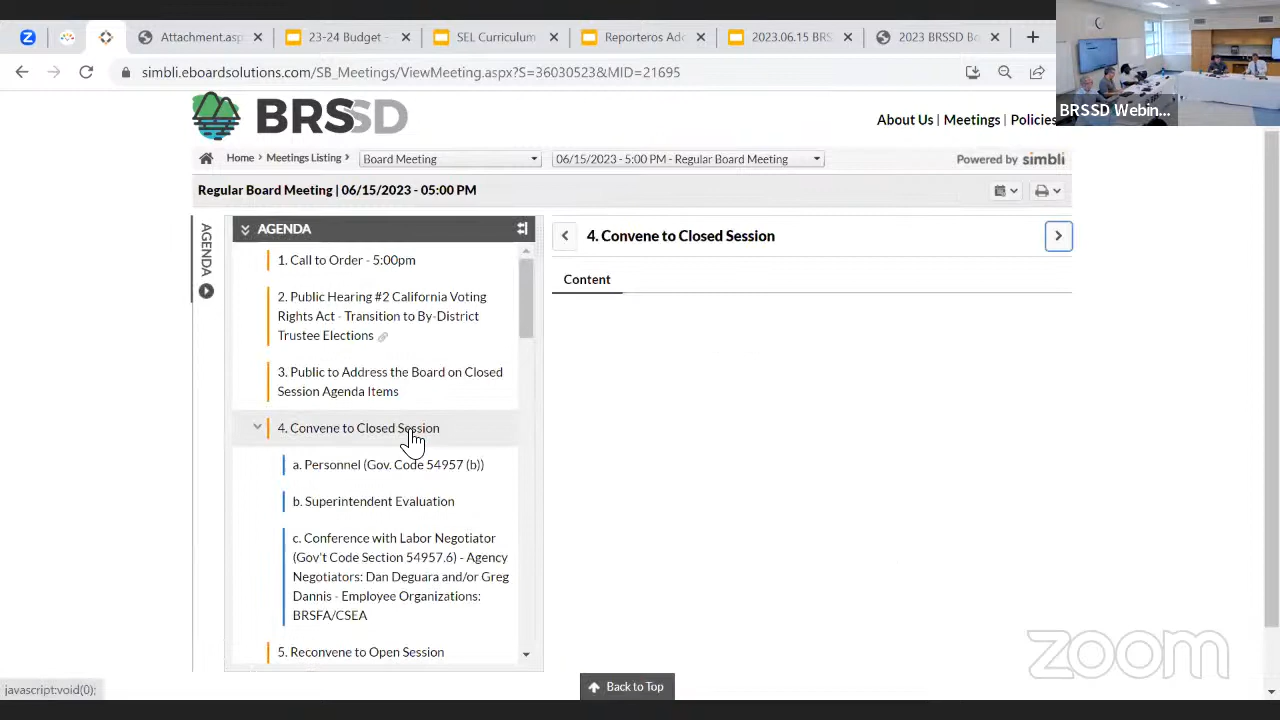 Attachment.asp
23-24 Budget -
SEL Curriculum
Reporteros Ado
2023.06.15 BRS
2023 BRSSD Bo
simbli.eboardsolutions.com/SB_Meetings/ViewMeeting.aspx?S=36030523&MID=21695
BRSSD Webin...
BRSSD
About Us | Meetings | Policies
Home > Meetings Listing >
Board Meeting
06/15/2023 - 5:00 PM - Regular Board Meeting
Powered by simbli
Regular Board Meeting | 06/15/2023 - 05:00 PM
AGENDA
AGENDA
1. Call to Order - 5:00pm
2. Public Hearing #2 California Voting
Rights Act - Transition to By-District
Trustee Elections
3. Public to Address the Board on Closed
Session Agenda Items
4. Convene to Closed Session
a. Personnel (Gov. Code 54957 (b))
b. Superintendent Evaluation
c. Conference with Labor Negotiator
(Gov't Code Section 54957.6) - Agency
Negotiators: Dan Deguara and/or Greg
Dannis - Employee Organizations:
BRSFA/CSEA
5. Reconvene to Open Session
4. Convene to Closed Session
Content
zoom
Back to Top
javascript:void(0);